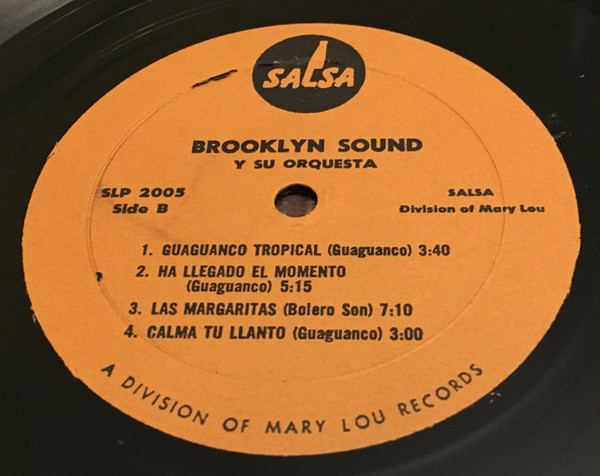 SALSA
BROOKLYN SOUND
Y SU ORQUESTA
SLP 2005
Side B
SALSA
Division of Mary Lou
1. GUAGUANCO TROPICAL (Guaguanco) 3:40
2. HA LLEGADO EL MOMENTO
(Guaguanco) 5:15
3. LAS MARGARITAS (Bolero Son) 7:10
4. CALMA TU LLANTO (Guaguanco) 3:00
A DIVISION OF MARY LOU RECORDS